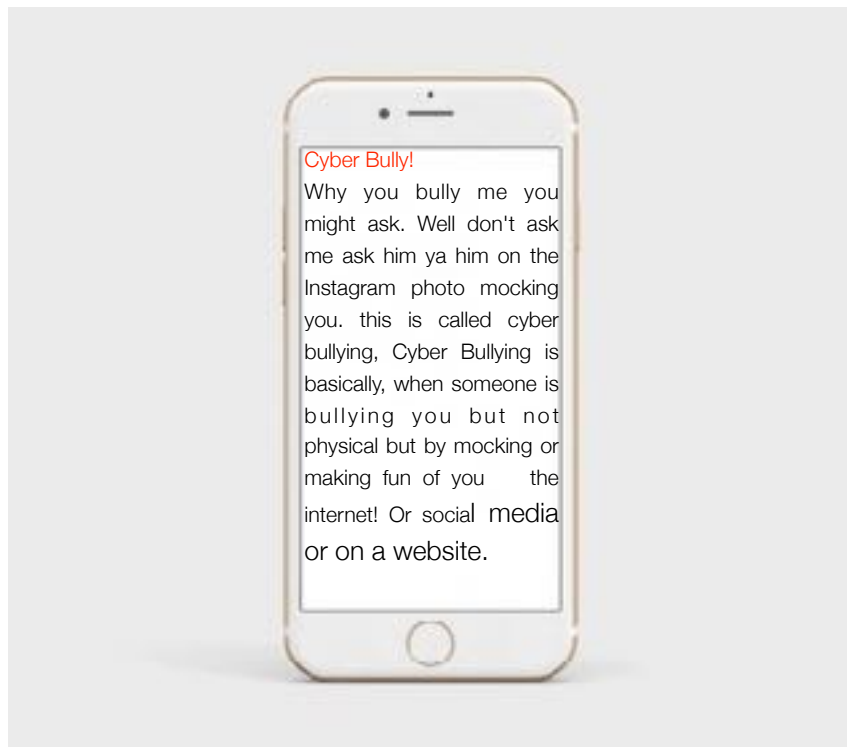 Cyber Bully!
Why you bully me you
might ask. Well don't ask
me ask him ya him on the
Instagram photo mocking
you. this is called cyber
bullying, Cyber Bullying is
basically, when someone is
bullying you but not
physical but by mocking or
making fun of you the
internet! Or social media
or on a website.